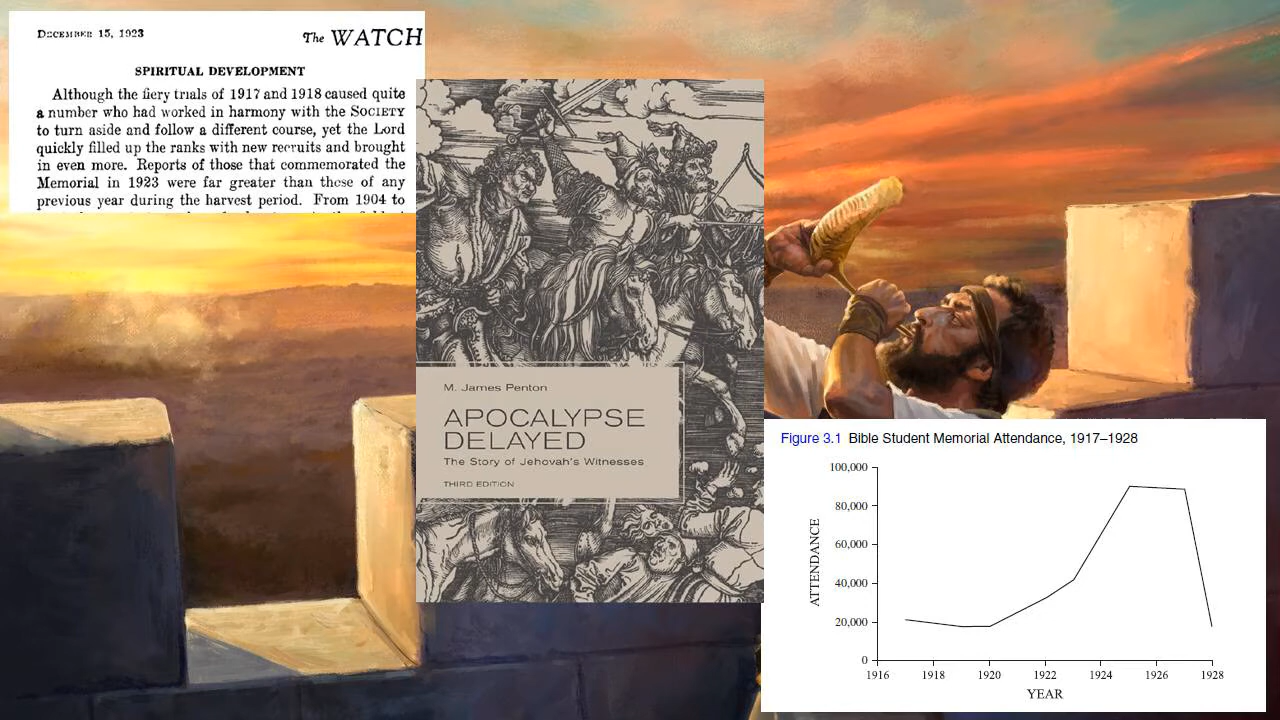 DECEMBER 15, 1923
The WATCH
SPIRITUAL DEVELOPMENT
Although the fiery trials of 1917 and 1918 caused quite
a number who had worked in harmony with the SOCIETY
to turn aside and follow a different course, yet the Lord
quickly filled up the ranks with new recruits and brought
in even more. Reports of those that commemorated the
Memorial in 1923 were far greater than these of any
previous year during the harvest period. From 1904 to
M. James Penton
APOCALYPSE
DELAYED
The Story of Jehovah's Witnesses
THIRD EDITION
Figure 3.1 Bible Student Memorial Attendance, 1917–1928
100,000
80,000
60,000
40,000
20,000
0
ATTENDANCE
1916 1918 1920 1922 1924 1926 1928
YEAR